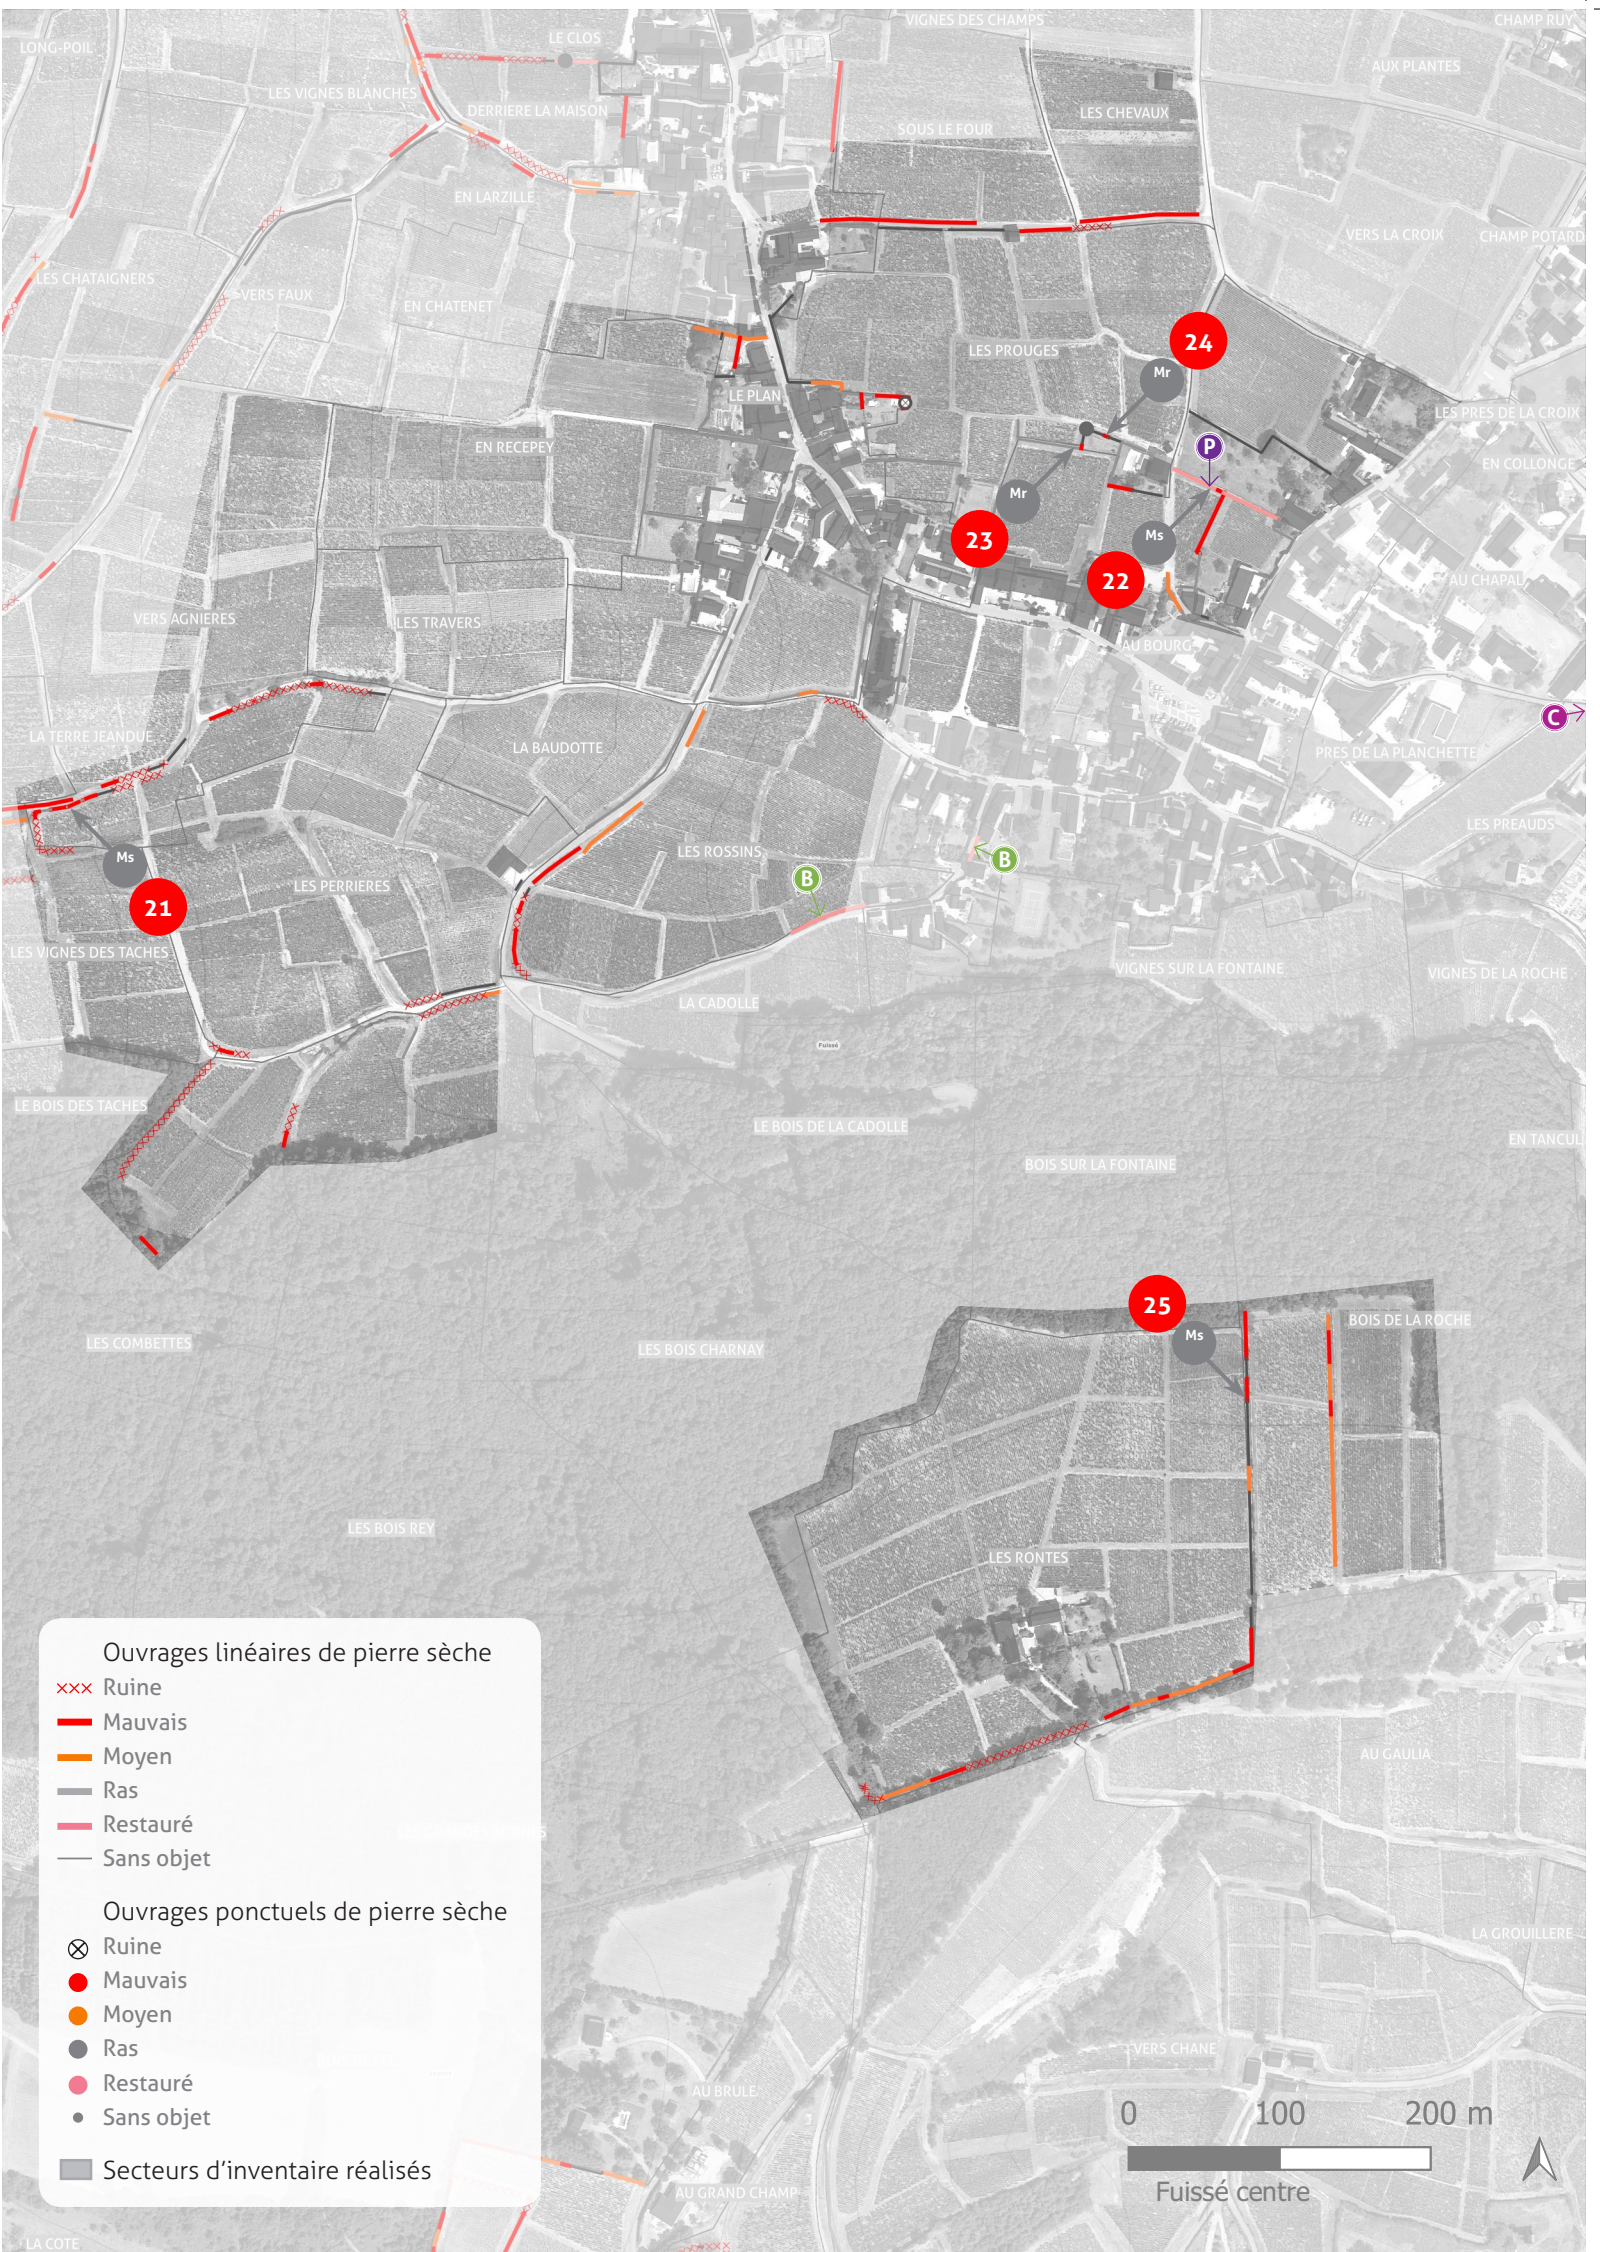 VIGNES DES CHAMPS
CHAMP RUY
LONG-POIL
LE CLOS
AUX PLANTES
LES VIGNES BLANCHES
DERRIERE LA MAISON
LES CHEVAUX
SOUS LE FOUR
EN LARZILLE
VERS LA CROIX
CHAMP POTARD
LES CHATAIGNERS
VERS FAUX
EN CHATENET
24
LES PROUGES
Mr
LE PLAN
LES PRES DE LA CROIX
EN RECEPEY
P
EN COLLONGE
Mr
23
Ms
22
AU CHAPAL
VERS AGNIERES
LES TRAVERS
AU BOURG
C
LA TERRE JEANDUE
LA BAUDOTTE
PRES DE LA PLANCHETTE
LES PREAUDS
Ms
LES ROSSINS
B
B
LES PERRIERES
21
LES VIGNES DES TACHES
VIGNES SUR LA FONTAINE
VIGNES DE LA ROCHE
LA CADOLLE
Fuissé
LE BOIS DES TACHES
LE BOIS DE LA CADOLLE
EN TANCUL
BOIS SUR LA FONTAINE
25
Ms
BOIS DE LA ROCHE
LES COMBETTES
LES BOIS CHARNAY
LES BOIS REY
LES RONTES
AU GAULIA
LA GROUILLERE
VERS CHANE
AU BRULE
AU GRAND CHAMP
LA COTE
Ouvrages linéaires de pierre sèche
Ruine
Mauvais
Moyen
Ras
Restauré
Sans objet
Ouvrages ponctuels de pierre sèche
Ruine
Mauvais
Moyen
Ras
Restauré
Sans objet
Secteurs d'inventaire réalisés
0 100 200 m
Fuissé centre